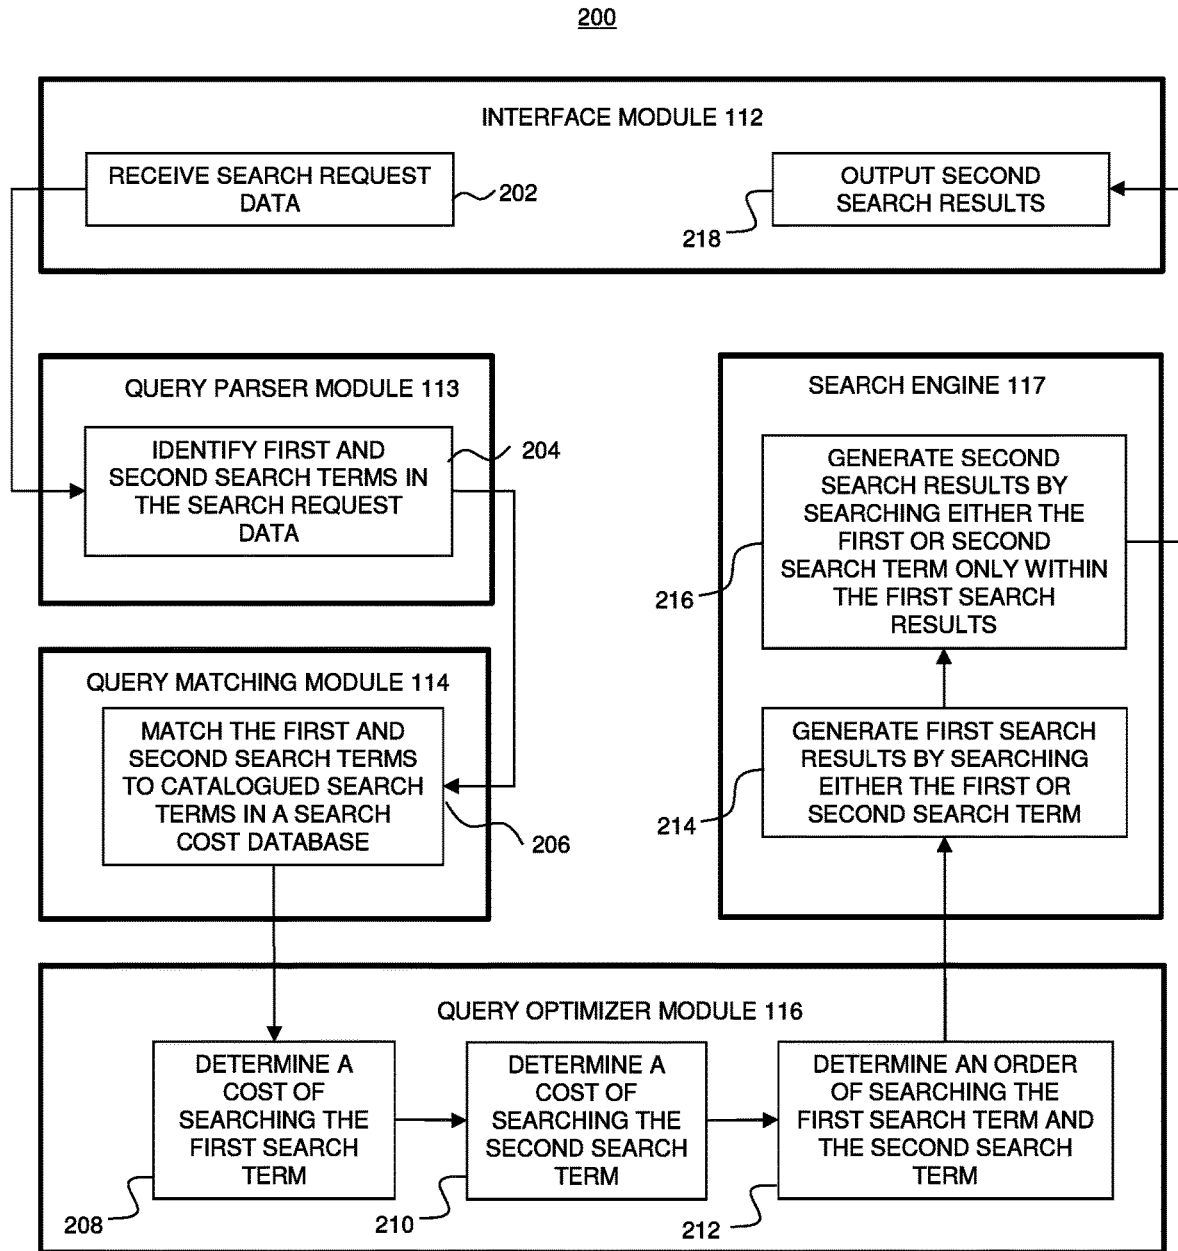 200
INTERFACE MODULE 112
RECEIVE SEARCH REQUEST
DATA
202
OUTPUT SECOND
SEARCH RESULTS
218
QUERY PARSER MODULE 113
IDENTIFY FIRST AND
SECOND SEARCH TERMS IN
THE SEARCH REQUEST
DATA
204
QUERY MATCHING MODULE 114
MATCH THE FIRST AND
SECOND SEARCH TERMS
TO CATALOGUED SEARCH
TERMS IN A SEARCH
COST DATABASE
206
SEARCH ENGINE 117
GENERATE SECOND
SEARCH RESULTS BY
SEARCHING EITHER THE
FIRST OR SECOND
SEARCH TERM ONLY WITHIN
THE FIRST SEARCH
RESULTS
216
GENERATE FIRST SEARCH
RESULTS BY SEARCHING
EITHER THE FIRST OR
SECOND SEARCH TERM
214
QUERY OPTIMIZER MODULE 116
DETERMINE A
COST OF
SEARCHING THE
FIRST SEARCH
TERM
208
DETERMINE A
COST OF
SEARCHING THE
SECOND SEARCH
TERM
210
DETERMINE AN ORDER
OF SEARCHING THE
FIRST SEARCH TERM AND
THE SECOND SEARCH
TERM
212